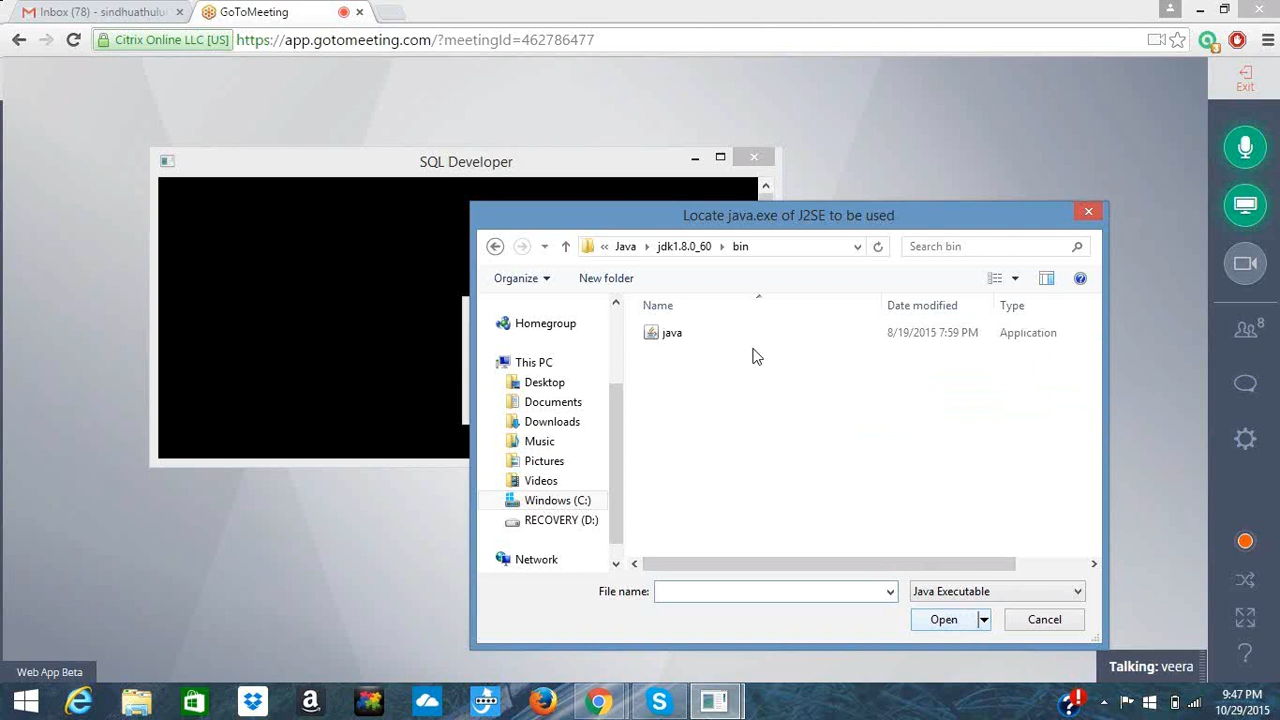 Inbox (78) - sindhuathulu
GoToMeeting
Citrix Online LLC [US]
https://app.gotomeeting.com/?meetingId=462786477
3
Exit
SQL Developer
Locate java.exe of J2SE to be used
« Java jdk1.8.0_60 bin
Search bin
Organize
New folder
Name
Date modified
Type
java
8/19/2015 7:59 PM
Application
Homegroup
This PC
Desktop
Documents
Downloads
Music
Pictures
Videos
Windows (C:)
RECOVERY (D:)
Network
File name:
Java Executable
Open
Cancel
8
Web App Beta
Talking: veera
9:47 PM
10/29/2015